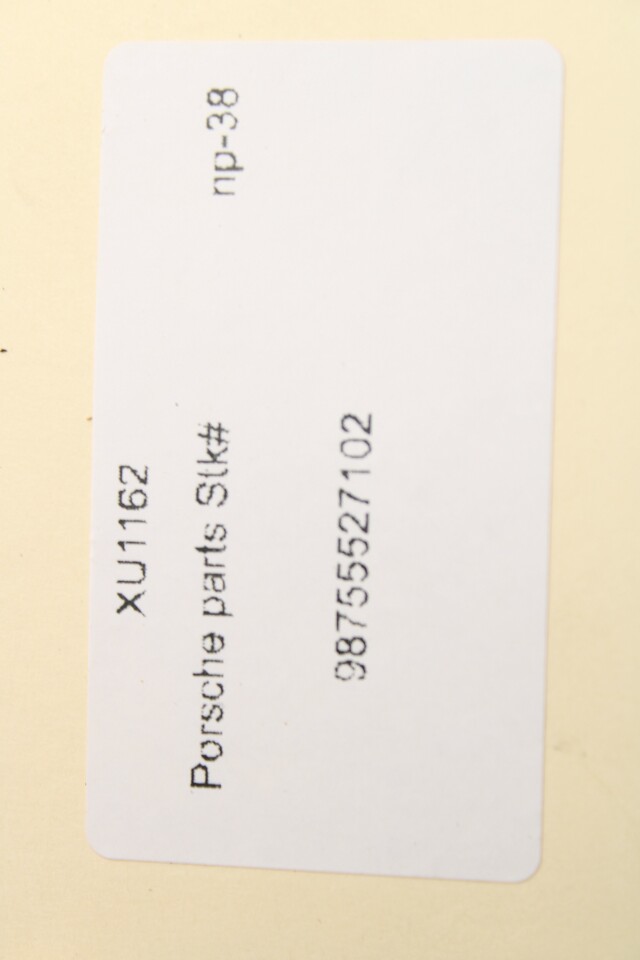 XU1162
Porsche parts Stk# np-38
98755527102